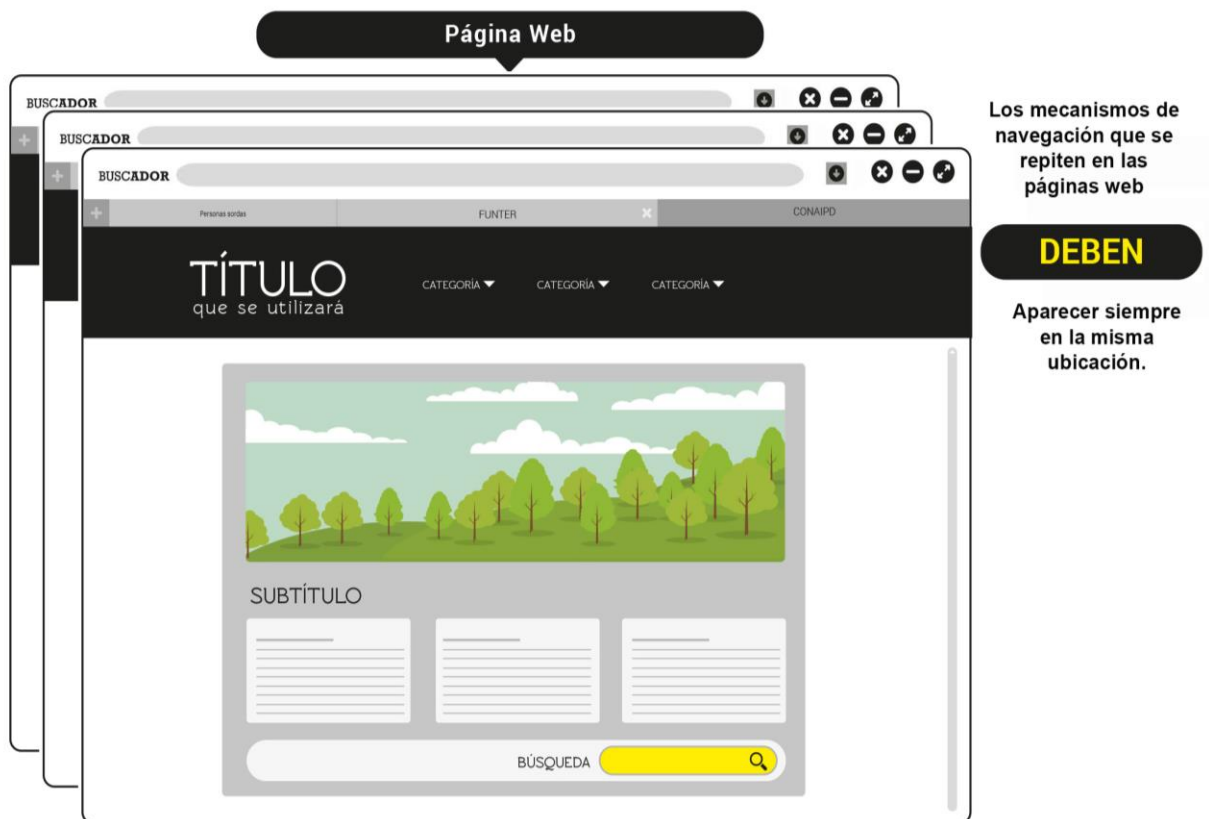 Página Web
BUSCADOR
BUSCADOR
BUSCADOR
Personas sordas
FUNTER
CONAIPD
TÍTULO
que se utilizará
CATEGORÍA
CATEGORÍA
CATEGORÍA
SUBTÍTULO
BÚSQUEDA
Los mecanismos de
navegación que se
repiten en las
páginas web
DEBEN
Aparecer siempre
en la misma
ubicación.